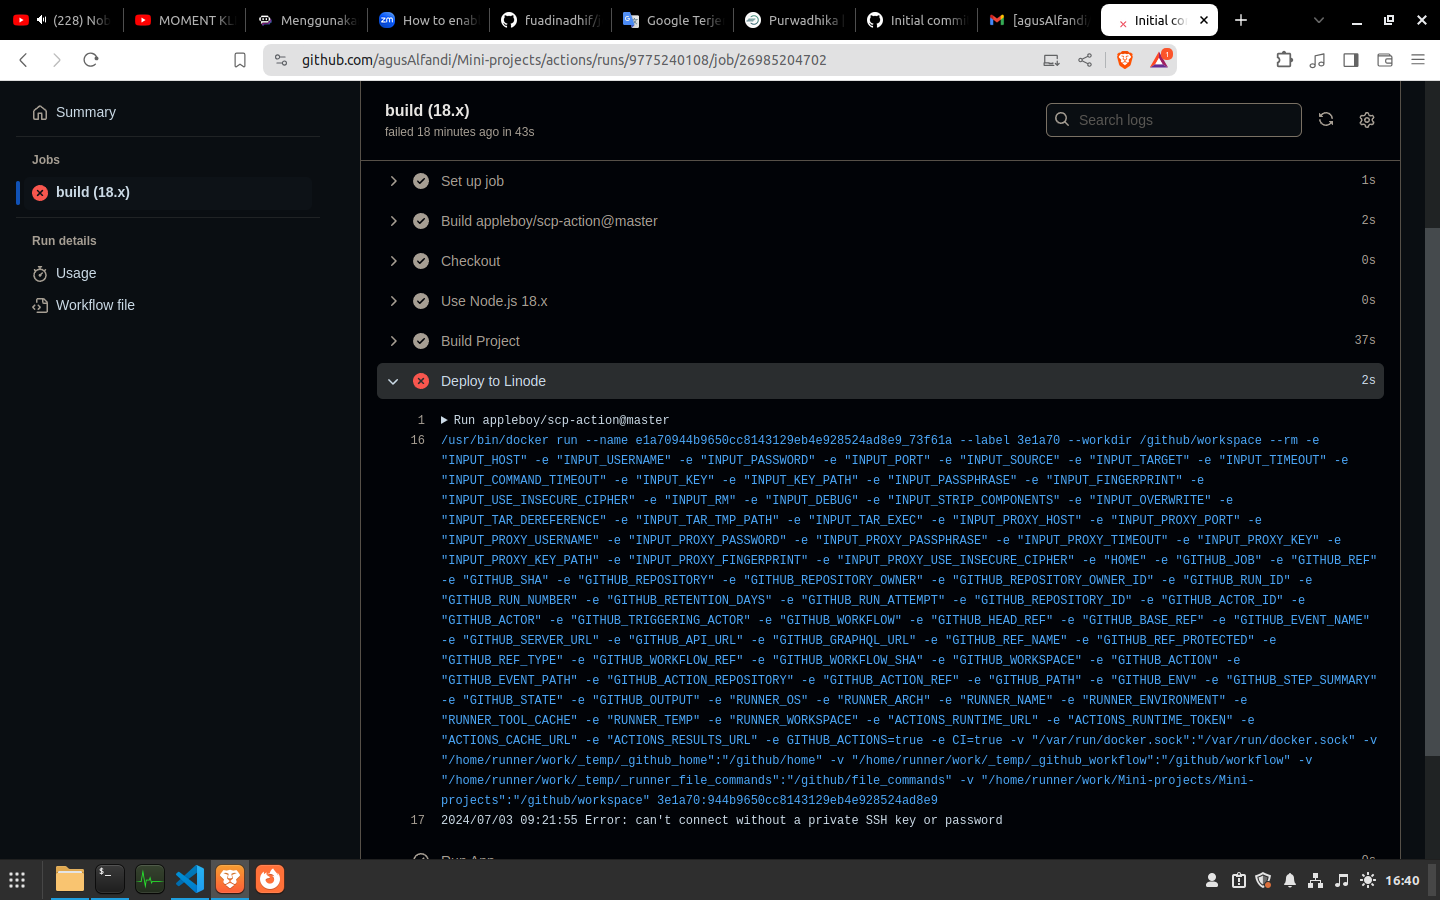 (228) Nob
MOMENT KL
Menggunaka
How to enab
fuadinadhif/j
Google Terjem
Purwadhika |
Initial commi
[agusAlfandi
Initial co
github.com/agusAlfandi/Mini-projects/actions/runs/9775240108/job/26985204702
1
Summary
Jobs
build (18.x)
Run details
Usage
Workflow file
build (18.x)
failed 18 minutes ago in 43s
Search logs
Set up job 1s
Build appleboy/scp-action@master 2s
Checkout 0s
Use Node.js 18.x 0s
Build Project 37s
Deploy to Linode 2s
1 Run appleboy/scp-action@master
16 /usr/bin/docker run --name e1a70944b9650cc8143129eb4e928524ad8e9_73f61a --label 3e1a70 --workdir /github/workspace --rm -e
"INPUT_HOST" -e "INPUT_USERNAME" -e "INPUT_PASSWORD" -e "INPUT_PORT" -e "INPUT_SOURCE" -e "INPUT_TARGET" -e "INPUT_TIMEOUT" -e
"INPUT_COMMAND_TIMEOUT" -e "INPUT_KEY" -e "INPUT_KEY_PATH" -e "INPUT_PASSPHRASE" -e "INPUT_FINGERPRINT" -e
"INPUT_USE_INSECURE_CIPHER" -e "INPUT_RM" -e "INPUT_DEBUG" -e "INPUT_STRIP_COMPONENTS" -e "INPUT_OVERWRITE" -e
"INPUT_TAR_DEREFERENCE" -e "INPUT_TAR_TMP_PATH" -e "INPUT_TAR_EXEC" -e "INPUT_PROXY_HOST" -e "INPUT_PROXY_PORT" -e
"INPUT_PROXY_USERNAME" -e "INPUT_PROXY_PASSWORD" -e "INPUT_PROXY_PASSPHRASE" -e "INPUT_PROXY_TIMEOUT" -e "INPUT_PROXY_KEY" -e
"INPUT_PROXY_KEY_PATH" -e "INPUT_PROXY_FINGERPRINT" -e "INPUT_PROXY_USE_INSECURE_CIPHER" -e "HOME" -e "GITHUB_JOB" -e "GITHUB_REF"
-e "GITHUB_SHA" -e "GITHUB_REPOSITORY" -e "GITHUB_REPOSITORY_OWNER" -e "GITHUB_REPOSITORY_OWNER_ID" -e "GITHUB_RUN_ID" -e
"GITHUB_RUN_NUMBER" -e "GITHUB_RETENTION_DAYS" -e "GITHUB_RUN_ATTEMPT" -e "GITHUB_REPOSITORY_ID" -e "GITHUB_ACTOR_ID" -e
"GITHUB_ACTOR" -e "GITHUB_TRIGGERING_ACTOR" -e "GITHUB_WORKFLOW" -e "GITHUB_HEAD_REF" -e "GITHUB_BASE_REF" -e "GITHUB_EVENT_NAME"
-e "GITHUB_SERVER_URL" -e "GITHUB_API_URL" -e "GITHUB_GRAPHQL_URL" -e "GITHUB_REF_NAME" -e "GITHUB_REF_PROTECTED" -e
"GITHUB_REF_TYPE" -e "GITHUB_WORKFLOW_REF" -e "GITHUB_WORKFLOW_SHA" -e "GITHUB_WORKSPACE" -e "GITHUB_ACTION" -e
"GITHUB_EVENT_PATH" -e "GITHUB_ACTION_REPOSITORY" -e "GITHUB_ACTION_REF" -e "GITHUB_PATH" -e "GITHUB_ENV" -e "GITHUB_STEP_SUMMARY"
-e "GITHUB_STATE" -e "GITHUB_OUTPUT" -e "RUNNER_OS" -e "RUNNER_ARCH" -e "RUNNER_NAME" -e "RUNNER_ENVIRONMENT" -e
"RUNNER_TOOL_CACHE" -e "RUNNER_TEMP" -e "RUNNER_WORKSPACE" -e "ACTIONS_RUNTIME_URL" -e "ACTIONS_RUNTIME_TOKEN" -e
"ACTIONS_CACHE_URL" -e "ACTIONS_RESULTS_URL" -e GITHUB_ACTIONS=true -e CI=true -v "/var/run/docker.sock":"/var/run/docker.sock" -v
"/home/runner/work/_temp/_github_home":"/github/home" -v "/home/runner/work/_temp/_github_workflow":"/github/workflow" -v
"/home/runner/work/_temp/_runner_file_commands":"/github/file_commands" -v "/home/runner/work/Mini-projects/Mini-
projects":"/github/workspace" 3e1a70:944b9650cc8143129eb4e928524ad8e9
17 2024/07/03 09:21:55 Error: can't connect without a private SSH key or password
Run App 0s
16:40